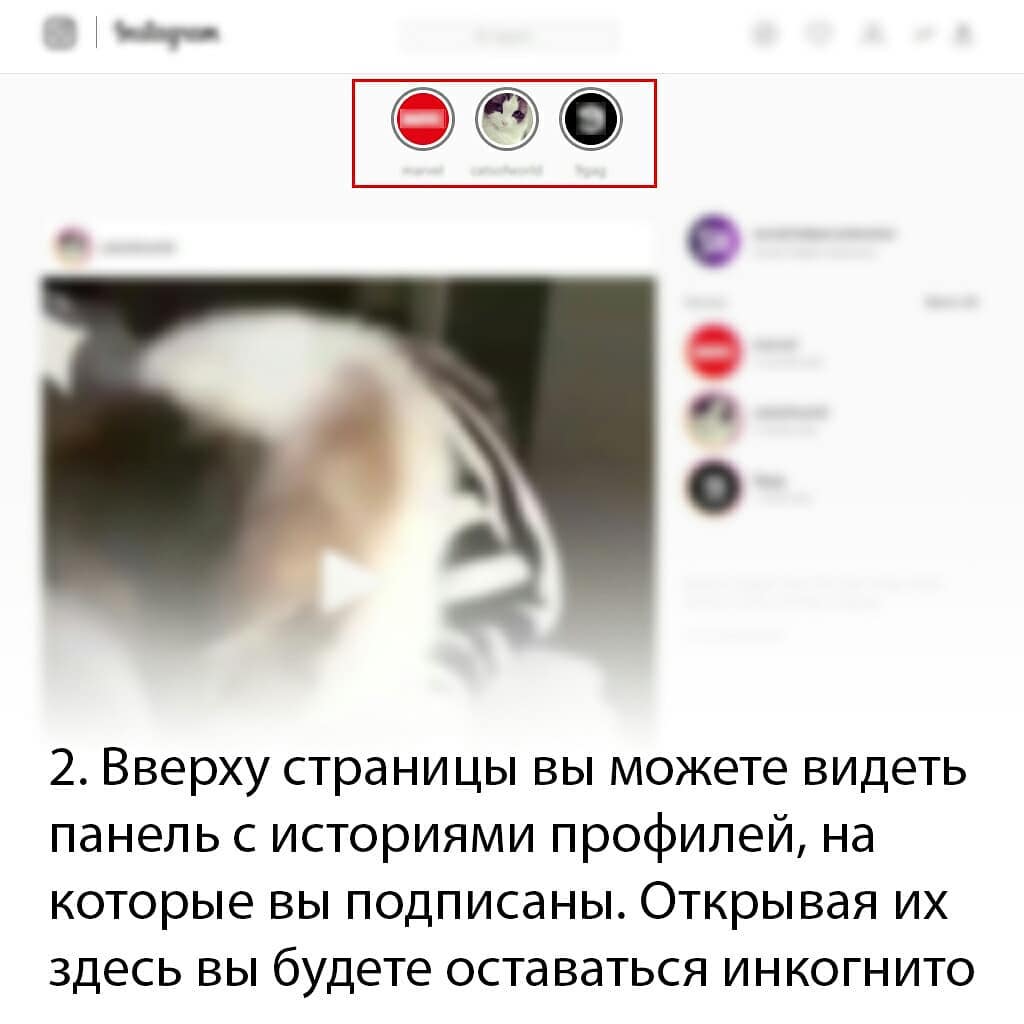 Instagram
marvel
catsofworld
9gag
2. Вверху страницы вы можете видеть
панель с историями профилей, на
которые вы подписаны. Открывая их
здесь вы будете оставаться инкогнито